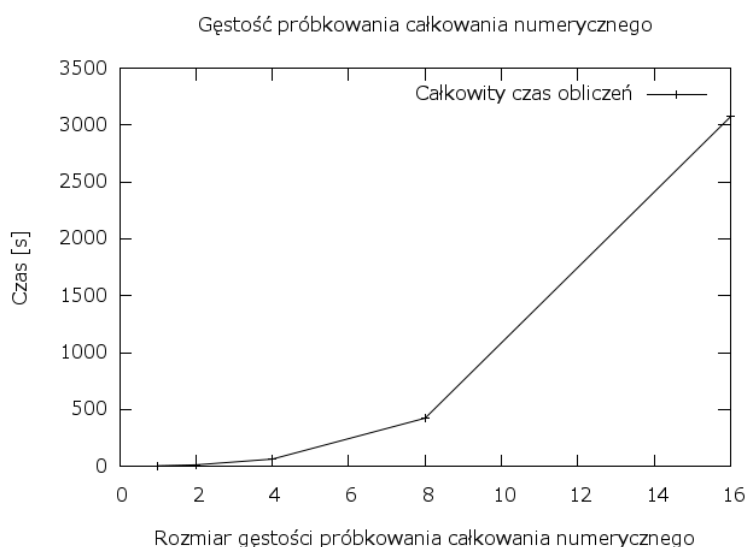 Gęstość próbkowania całkowania numerycznego
Całkowity czas obliczeń
3500
3000
2500
2000
1500
1000
500
0
Czas [s]
0 2 4 6 8 10 12 14 16
Rozmiar gęstości próbkowania całkowania numerycznego